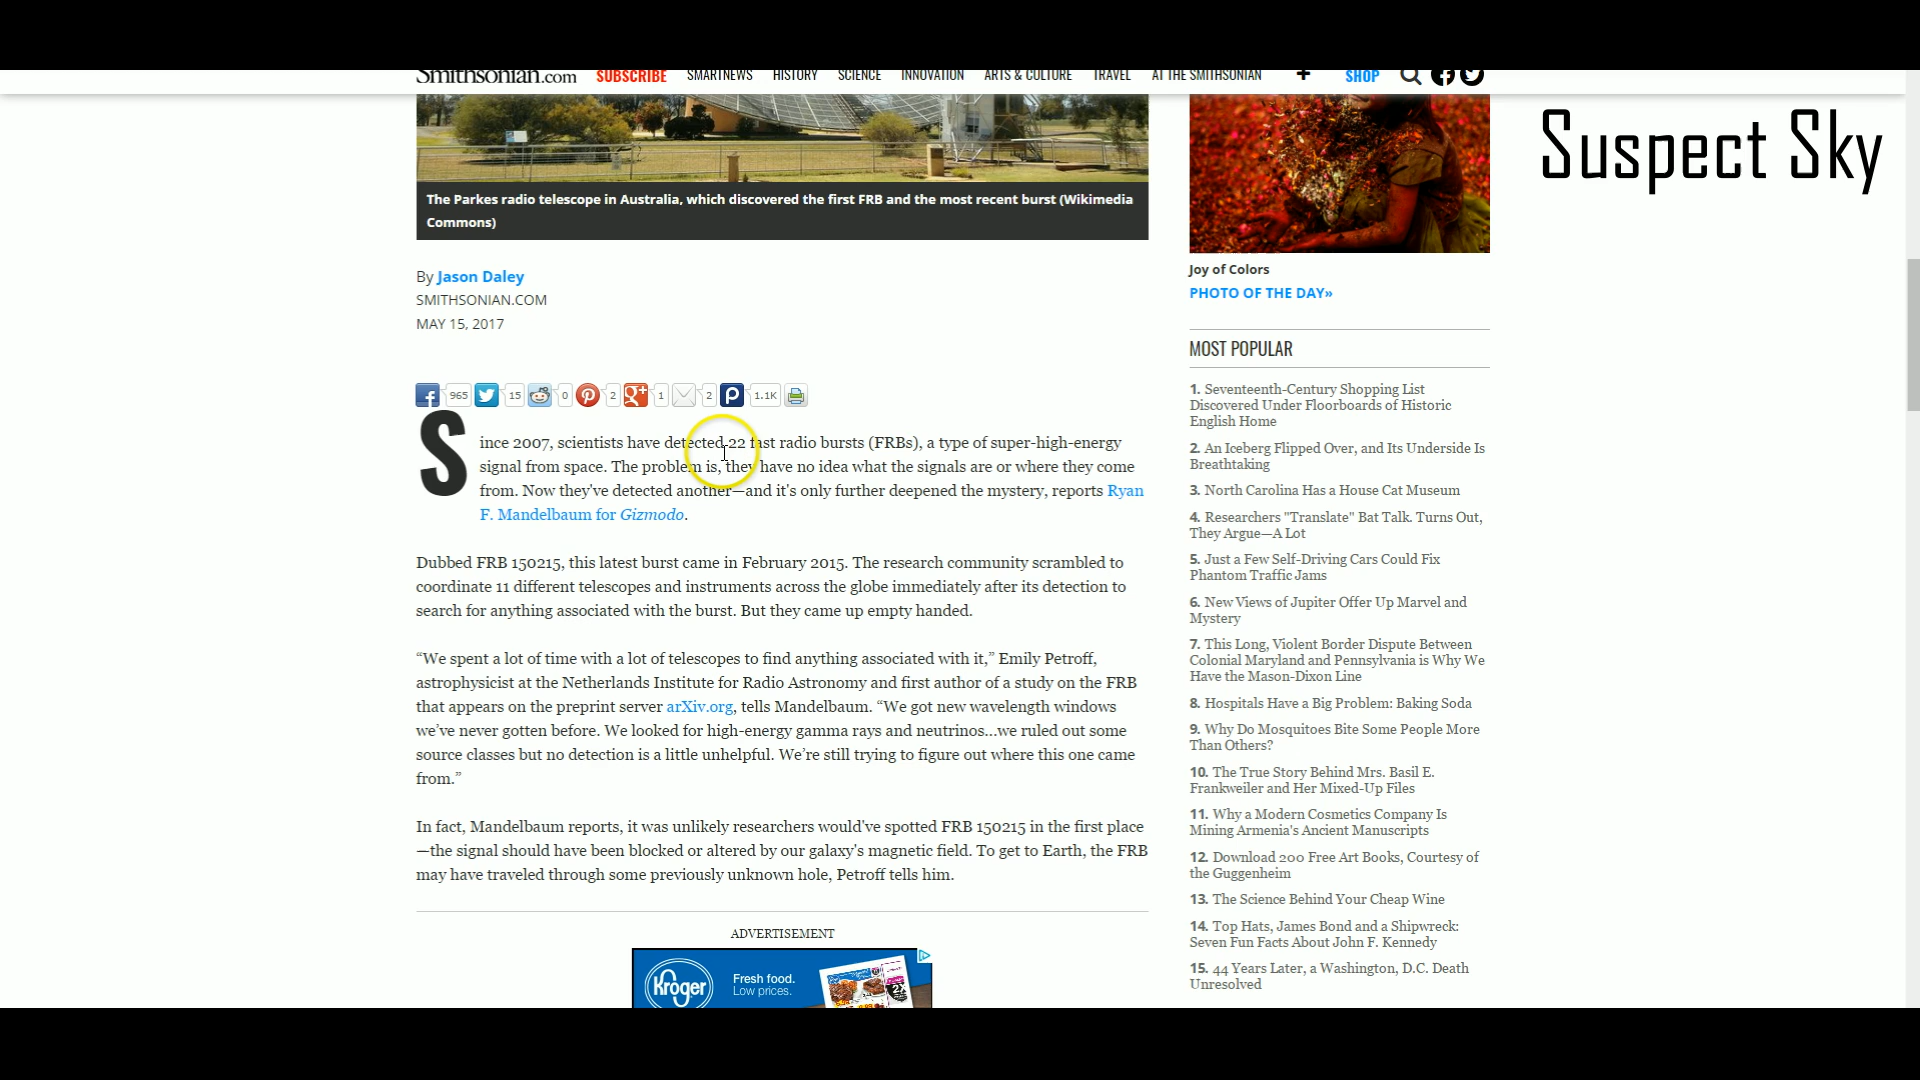 Smithsonian.com SUBSCRIBE SMARTNEWS HISTORY SCIENCE INNOVATION ARTS & CULTURE TRAVEL AT THE SMITHSONIAN + SHOP
Suspect Sky
The Parkes radio telescope in Australia, which discovered the first FRB and the most recent burst (Wikimedia
Commons)
By Jason Daley
SMITHSONIAN.COM
MAY 15, 2017
965 15 0 2 1 2 1.1K
Since 2007, scientists have detected 22 fast radio bursts (FRBs), a type of super-high-energy
signal from space. The problem is, they have no idea what the signals are or where they come
from. Now they've detected another—and it's only further deepened the mystery, reports Ryan
F. Mandelbaum for Gizmodo.
Dubbed FRB 150215, this latest burst came in February 2015. The research community scrambled to
coordinate 11 different telescopes and instruments across the globe immediately after its detection to
search for anything associated with the burst. But they came up empty handed.
“We spent a lot of time with a lot of telescopes to find anything associated with it,” Emily Petroff,
astrophysicist at the Netherlands Institute for Radio Astronomy and first author of a study on the FRB
that appears on the preprint server arXiv.org, tells Mandelbaum. “We got new wavelength windows
we’ve never gotten before. We looked for high-energy gamma rays and neutrinos...we ruled out some
source classes but no detection is a little unhelpful. We’re still trying to figure out where this one came
from.”
In fact, Mandelbaum reports, it was unlikely researchers would've spotted FRB 150215 in the first place
—the signal should have been blocked or altered by our galaxy's magnetic field. To get to Earth, the FRB
may have traveled through some previously unknown hole, Petroff tells him.
ADVERTISEMENT
Kroger
Fresh food.
Low prices.
Joy of Colors
PHOTO OF THE DAY»
MOST POPULAR
1. Seventeenth-Century Shopping List
Discovered Under Floorboards of Historic
English Home
2. An Iceberg Flipped Over, and Its Underside Is
Breathtaking
3. North Carolina Has a House Cat Museum
4. Researchers "Translate" Bat Talk. Turns Out,
They Argue—A Lot
5. Just a Few Self-Driving Cars Could Fix
Phantom Traffic Jams
6. New Views of Jupiter Offer Up Marvel and
Mystery
7. This Long, Violent Border Dispute Between
Colonial Maryland and Pennsylvania is Why We
Have the Mason-Dixon Line
8. Hospitals Have a Big Problem: Baking Soda
9. Why Do Mosquitoes Bite Some People More
Than Others?
10. The True Story Behind Mrs. Basil E.
Frankweiler and Her Mixed-Up Files
11. Why a Modern Cosmetics Company Is
Mining Armenia's Ancient Manuscripts
12. Download 200 Free Art Books, Courtesy of
the Guggenheim
13. The Science Behind Your Cheap Wine
14. Top Hats, James Bond and a Shipwreck:
Seven Fun Facts About John F. Kennedy
15. 44 Years Later, a Washington, D.C. Death
Unresolved